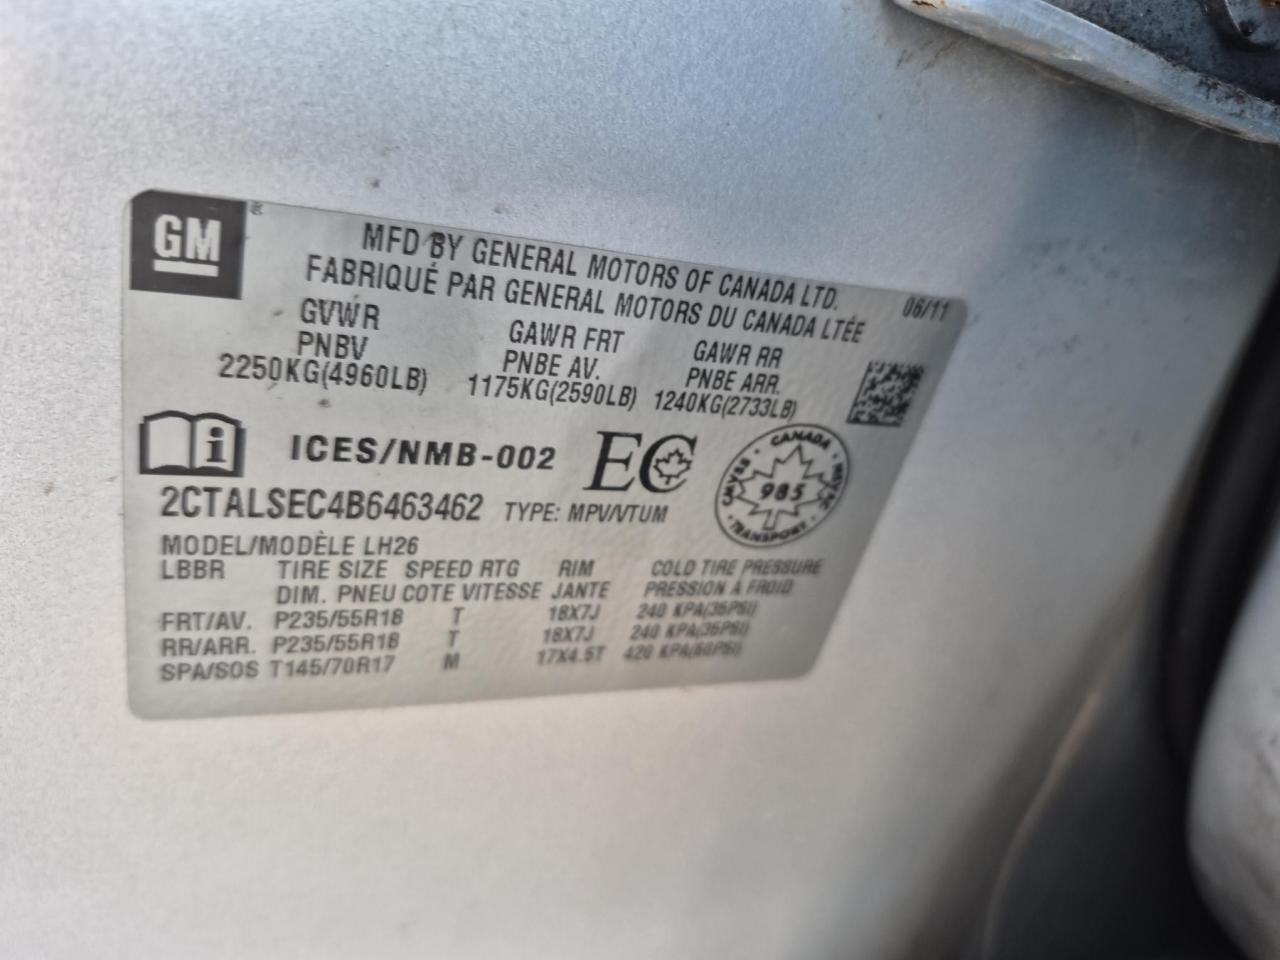 GM
MFD BY GENERAL MOTORS OF CANADA LTD. 06/11
FABRIQUÉ PAR GENERAL MOTORS DU CANADA LTÉE
GVWR GAWR FRT GAWR RR
PNBV PNBE AV. PNBE ARR.
2250KG(4960LB) 1175KG(2590LB) 1240KG(2733LB)
i ICES/NMB-002 EC
CANADA
985
TRANSPORT
2CTALSEC4B6463462 TYPE: MPV/VTUM
MODEL/MODÈLE LH26
LBBR TIRE SIZE SPEED RTG RIM COLD TIRE PRESSURE
DIM. PNEU COTE VITESSE JANTE PRESSION À FROID
FRT/AV. P235/55R18 T 18X7J 240 KPA(35PSI)
RR/ARR. P235/55R18 T 18X7J 240 KPA(35PSI)
SPA/SOS T145/70R17 M 17X4.5T 420 KPA(60PSI)